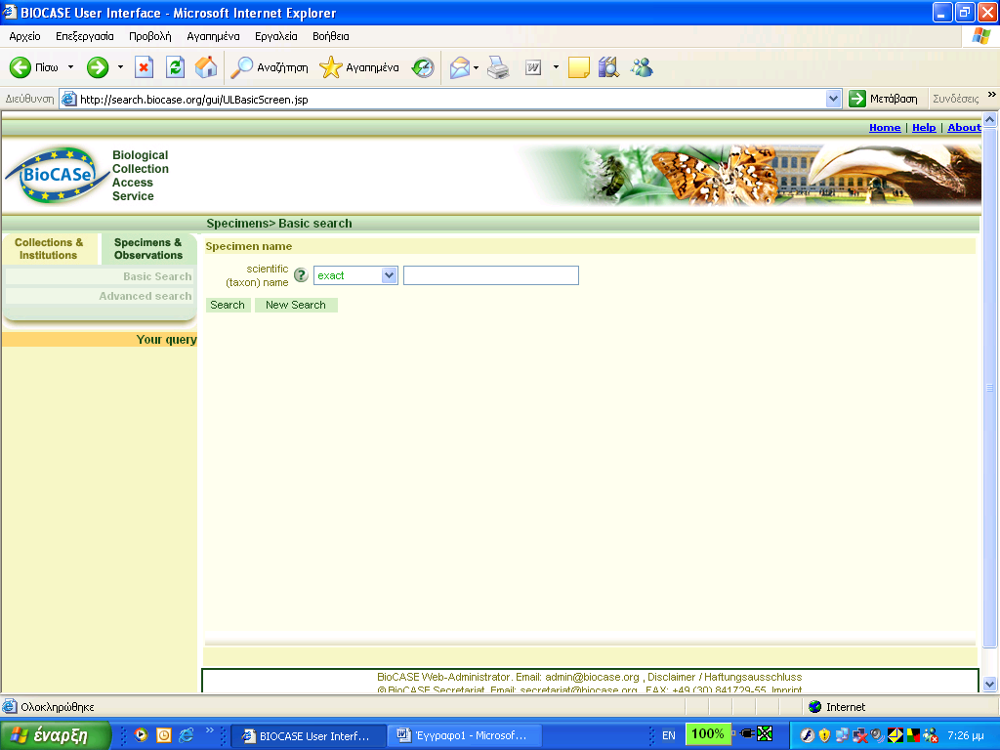 BIOCASE User Interface - Microsoft Internet Explorer
Αρχείο Επεξεργασία Προβολή Αγαπημένα Εργαλεία Βοήθεια
Πίσω Αναζήτηση Αγαπημένα
Διεύθυνση http://search.biocase.org/gui/ULBasicScreen.jsp Μετάβαση Συνδέσεις »
Home | Help | About
BioCASe
Biological
Collection
Access
Service
Specimens> Basic search
Collections &
Institutions
Specimens &
Observations
Basic Search
Advanced search
Your query
Specimen name
scientific
(taxon) name ? exact
Search New Search
BioCASE Web-Administrator. Email: admin@biocase.org , Disclaimer / Haftungsausschluss
© BioCASE Secretariat. Email: secretariat@biocase.org , FAX: +49 (30) 841729-55, Imprint
Ολοκληρώθηκε Internet
έναρξη » BIOCASE User Interf... Έγγραφο1 - Microsof... EN 100% 7:26 μμ